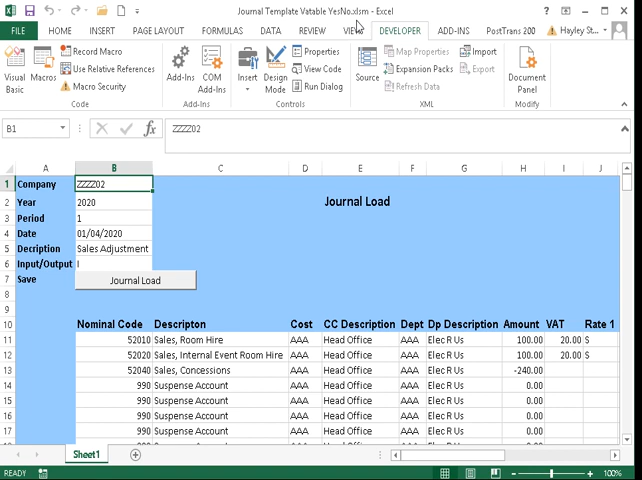 Journal Template Vatable YesNo.xlsm - Excel
FILE HOME INSERT PAGE LAYOUT FORMULAS DATA REVIEW VIEW DEVELOPER ADD-INS PostTrans 200 Hayley St...
Visual Basic
Macros
Record Macro
Use Relative References
Macro Security
Code
Add-Ins
COM Add-Ins
Add-Ins
Insert
Design Mode
Properties
View Code
Run Dialog
Controls
Source
Map Properties
Expansion Packs
Refresh Data
Import
Export
XML
Document Panel
Modify
B1 fx ZZZZ02
A B C D E F G H I J
1 Company ZZZZ02
2 Year 2020 Journal Load
3 Period 1
4 Date 01/04/2020
5 Decription Sales Adjustment
6 Input/Output I
7 Save Journal Load
8
9
10 Nominal Code Descripton Cost CC Description Dept Dp Description Amount VAT Rate 1
11 52010 Sales, Room Hire AAA Head Office AAA Elec R Us 100.00 20.00 S
12 52020 Sales, Internal Event Room Hire AAA Head Office AAA Elec R Us 100.00 20.00 S
13 52040 Sales, Concessions AAA Head Office AAA Elec R Us -240.00
14 990 Suspense Account AAA Head Office AAA Elec R Us 0.00
15 990 Suspense Account AAA Head Office AAA Elec R Us 0.00
16 990 Suspense Account AAA Head Office AAA Elec R Us 0.00
17 990 Suspense Account AAA Head Office AAA Elec R Us 0.00
Sheet1
READY 100%